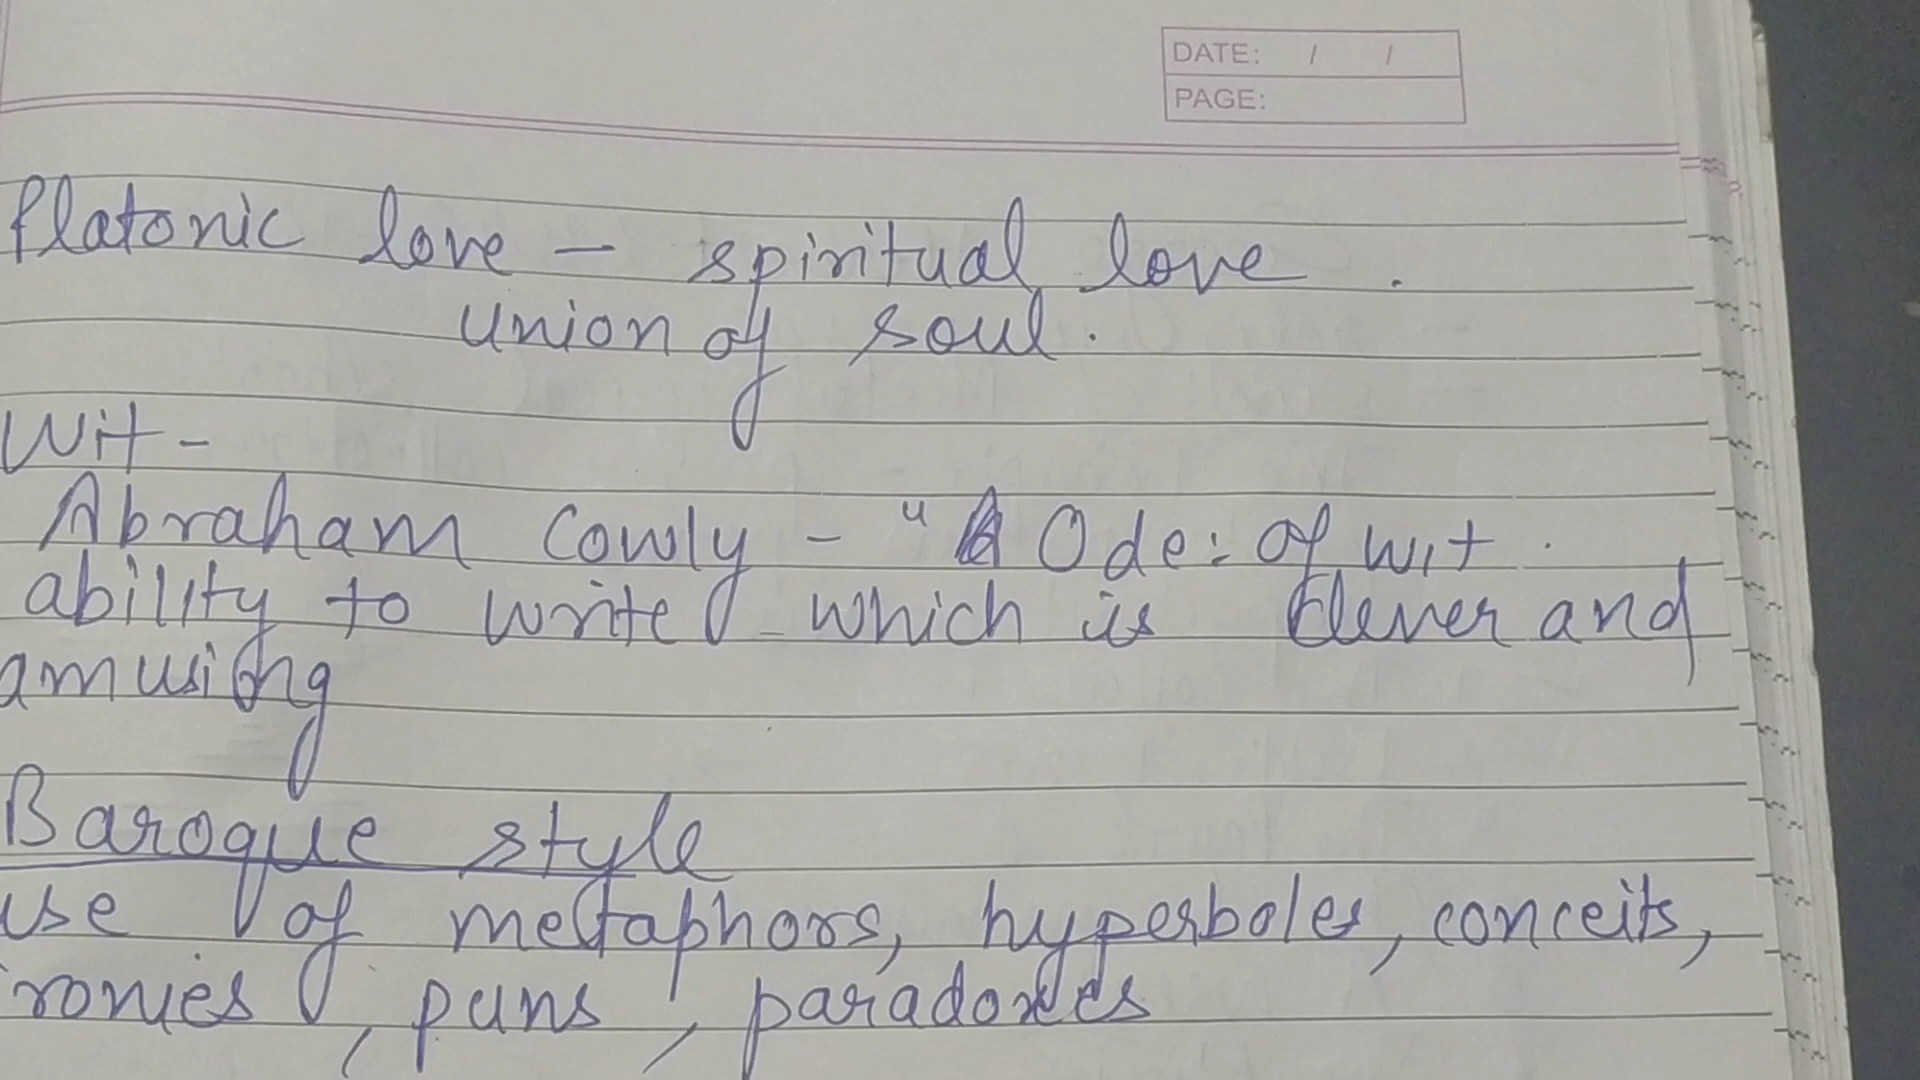 DATE: / /
PAGE:
Platonic love - spiritual love.
union of soul.
Wit -
Abraham Cowly - " Ode: of wit.
ability to write which is clever and
amusing
Baroque style
use of metaphors, hyperboles, conceits,
ronies, puns, paradoxes